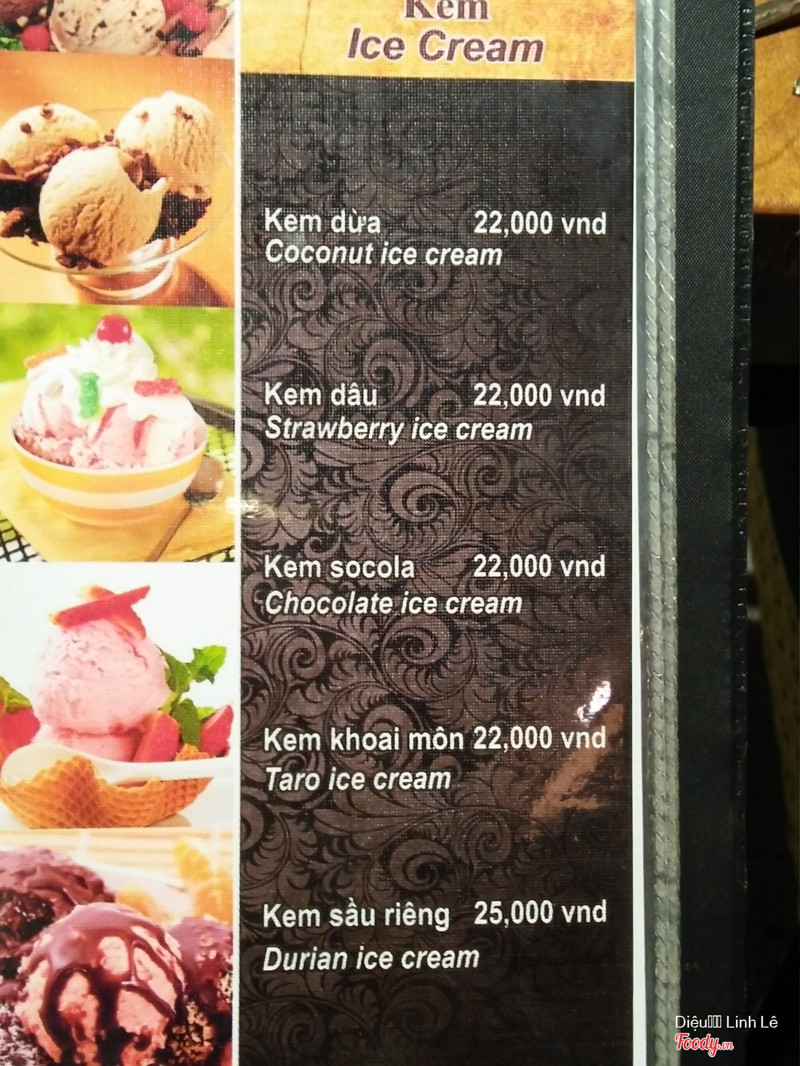 Kem
Ice Cream
Kem dừa 22,000 vnd
Coconut ice cream
Kem dâu 22,000 vnd
Strawberry ice cream
Kem socola 22,000 vnd
Chocolate ice cream
Kem khoai môn 22,000 vnd
Taro ice cream
Kem sầu riêng 25,000 vnd
Durian ice cream
Diệu Linh Lê
Foody.vn